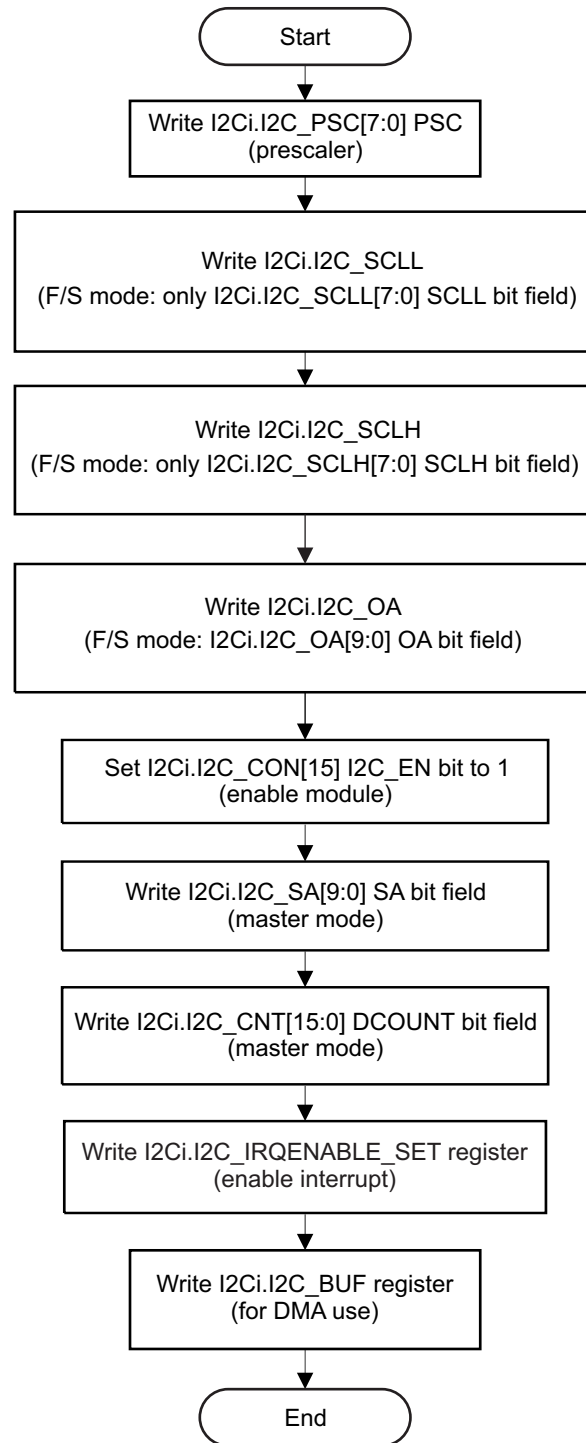 Start
Write I2Ci.I2C_PSC[7:0] PSC
(prescaler)
Write I2Ci.I2C_SCLL
(F/S mode: only I2Ci.I2C_SCLL[7:0] SCLL bit field)
Write I2Ci.I2C_SCLH
(F/S mode: only I2Ci.I2C_SCLH[7:0] SCLH bit field)
Write I2Ci.I2C_OA
(F/S mode: I2Ci.I2C_OA[9:0] OA bit field)
Set I2Ci.I2C_CON[15] I2C_EN bit to 1
(enable module)
Write I2Ci.I2C_SA[9:0] SA bit field
(master mode)
Write I2Ci.I2C_CNT[15:0] DCOUNT bit field
(master mode)
Write I2Ci.I2C_IRQENABLE_SET register
(enable interrupt)
Write I2Ci.I2C_BUF register
(for DMA use)
End